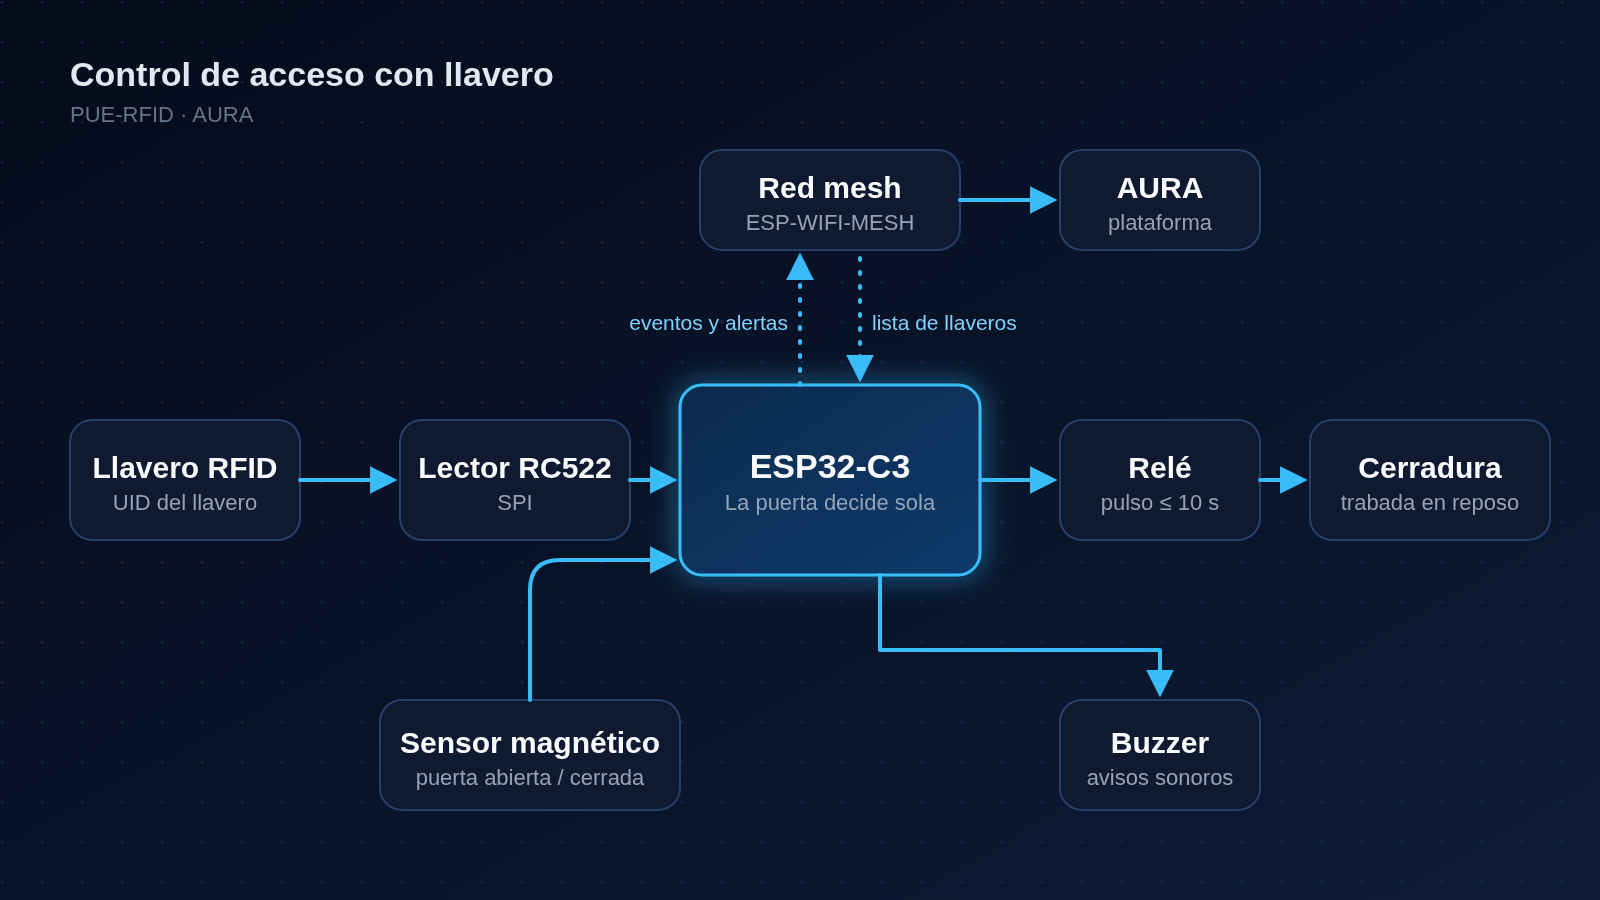 Control de acceso con llavero
PUE-RFID · AURA
Red mesh
ESP-WIFI-MESH
AURA
plataforma
eventos y alertas
lista de llaveros
Llavero RFID
UID del llavero
Lector RC522
SPI
ESP32-C3
La puerta decide sola
Relé
pulso ≤ 10 s
Cerradura
trabada en reposo
Sensor magnético
puerta abierta / cerrada
Buzzer
avisos sonoros